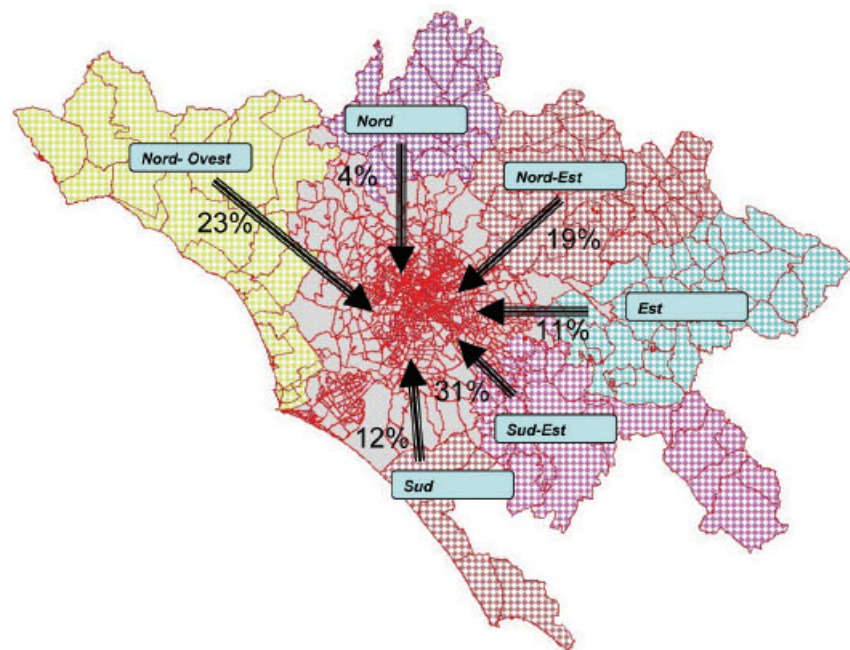 Nord
Nord- Ovest
4%
Nord-Est
23%
19%
Est
11%
31%
Sud-Est
12%
Sud